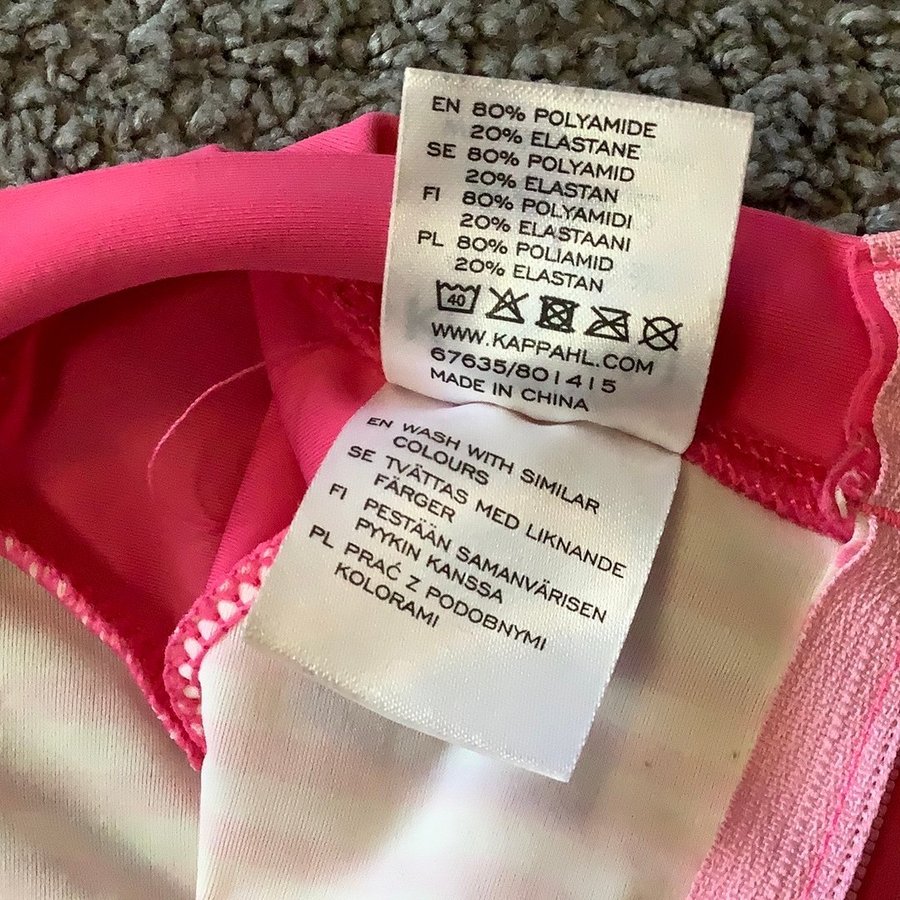 EN 80% POLYAMIDE
20% ELASTANE
SE 80% POLYAMID
20% ELASTAN
FI 80% POLYAMIDI
20% ELASTAANI
PL 80% POLIAMID
20% ELASTAN
40
WWW.KAPPAHL.COM
67635/801415
MADE IN CHINA
EN WASH WITH SIMILAR
COLOURS
SE TVÄTTAS MED LIKNANDE
FÄRGER
FI PESTÄÄN SAMANVÄRISEN
PYYKIN KANSSA
PL PRAĆ Z PODOBNYMI
KOLORAMI